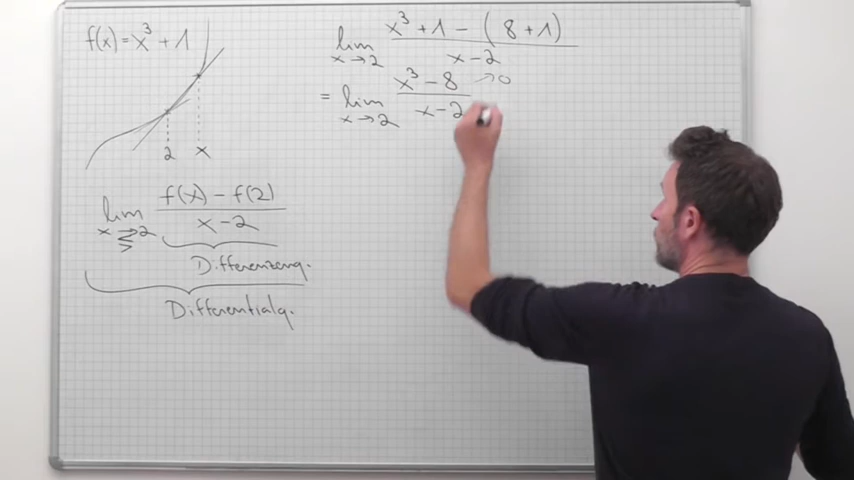 f(x) = x³ + 1
2 x
lim x→2 f(x) - f(2) / x - 2
Differenzenq.
Differentialq.
lim x→2 x³ + 1 - (8 + 1) / x - 2
= lim x→2 x³ - 8 / x - 2 → 0